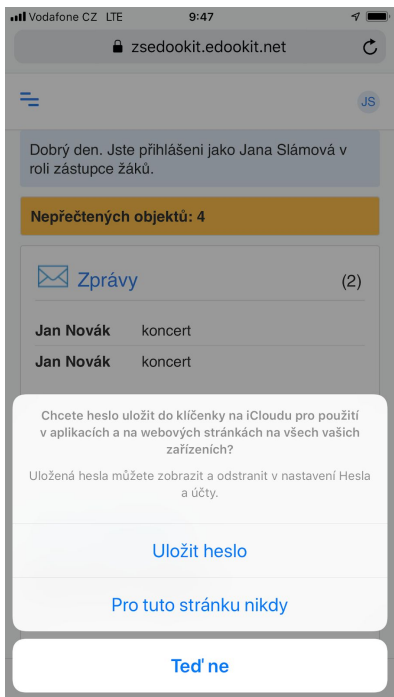 Vodafone CZ LTE 9:47
zsedookit.edookit.net
JS
Dobrý den. Jste přihlášeni jako Jana Slámová v
roli zástupce žáků.
Nepřečtených objektů: 4
Zprávy (2)
Jan Novák koncert
Jan Novák koncert
Chcete heslo uložit do klíčenky na iCloudu pro použití
v aplikacích a na webových stránkách na všech vašich
zařízeních?
Uložená hesla můžete zobrazit a odstranit v nastavení Hesla
a účty.
Uložit heslo
Pro tuto stránku nikdy
Teď ne